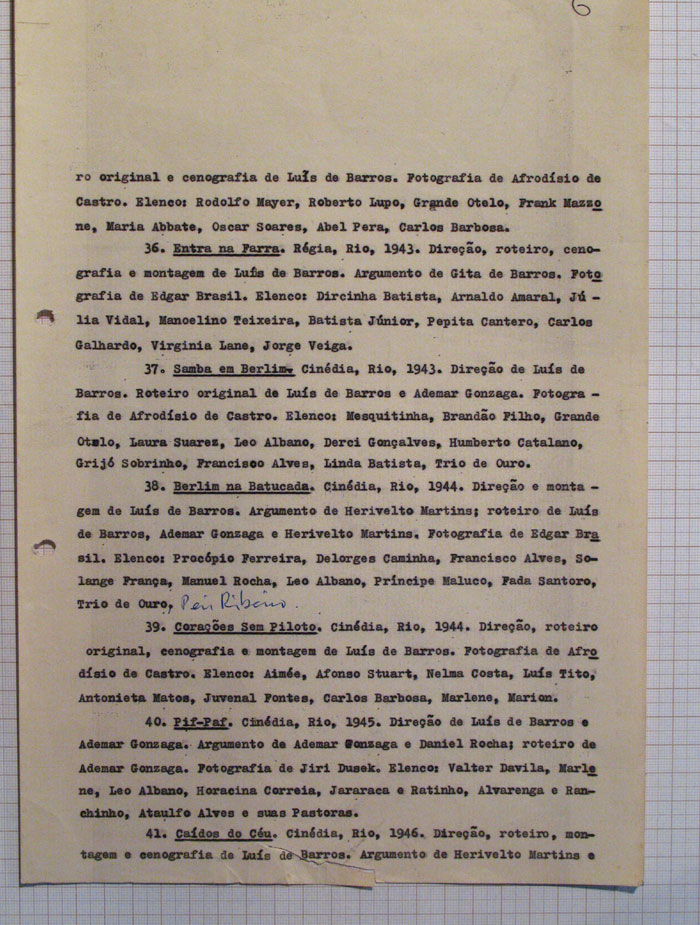 6
ro original e cenografia de Luís de Barros. Fotografia de Afrodísio de
Castro. Elenco: Rodolfo Mayer, Roberto Lupo, Grande Otelo, Frank Mazzo
ne, Maria Abbate, Oscar Soares, Abel Pera, Carlos Barbosa.
36. Entra na Farra. Régia, Rio, 1943. Direção, roteiro, ceno-
grafia e montagem de Luís de Barros. Argumento de Gita de Barros. Foto
grafia de Edgar Brasil. Elenco: Dircinha Batista, Arnaldo Amaral, Jú -
lia Vidal, Manoelino Teixeira, Batista Júnior, Pepita Cantero, Carlos
Galhardo, Virginia Lane, Jorge Veiga.
37. Samba em Berlim. Cinédia, Rio, 1943. Direção de Luís de
Barros. Roteiro original de Luís de Barros e Ademar Gonzaga. Fotogra -
fia de Afrodísio de Castro. Elenco: Mesquitinha, Brandão Filho, Grande
Otelo, Laura Suarez, Leo Albano, Derci Gonçalves, Humberto Catalano,
Grijó Sobrinho, Francisco Alves, Linda Batista, Trio de Ouro.
38. Berlim na Batucada. Cinédia, Rio, 1944. Direção e monta -
gem de Luís de Barros. Argumento de Herivelto Martins; roteiro de Luís
de Barros, Ademar Gonzaga e Herivelto Martins. Fotografia de Edgar Bra
sil. Elenco: Procópio Ferreira, Delorges Caminha, Francisco Alves, So-
lange França, Manuel Rocha, Leo Albano, Príncipe Maluco, Fada Santoro,
Trio de Ouro, Peri Ribeiro.
39. Corações Sem Piloto. Cinédia, Rio, 1944. Direção, roteiro
original, cenografia e montagem de Luís de Barros. Fotografia de Afro
dísio de Castro. Elenco: Aimée, Afonso Stuart, Nelma Costa, Luís Tito,
Antonieta Matos, Juvenal Fontes, Carlos Barbosa, Marlene, Marion.
40. Pif-Paf. Cinédia, Rio, 1945. Direção de Luís de Barros e
Ademar Gonzaga. Argumento de Ademar Gonzaga e Daniel Rocha; roteiro de
Ademar Gonzaga. Fotografia de Jiri Dusek. Elenco: Valter Davila, Marle
ne, Leo Albano, Horacina Correia, Jararaca e Ratinho, Alvarenga e Ran-
chinho, Ataulfo Alves e suas Pastoras.
41. Caídos do Céu. Cinédia, Rio, 1946. Direção, roteiro, mon-
tagem e cenografia de Luís de Barros. Argumento de Herivelto Martins e